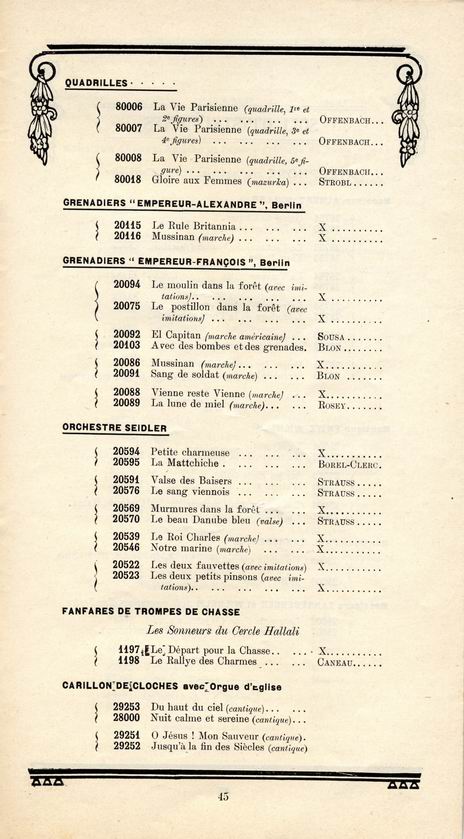 QUADRILLES . . . . .
80006 La Vie Parisienne (quadrille, 1re et
2e figures) ... ... ... ... Offenbach...
80007 La Vie Parisienne (quadrille, 3e et
4e figures) ... ... ... ... Offenbach...
80008 La Vie Parisienne (quadrille, 5e fi-
gure) ... ... ... ... ... Offenbach...
80018 Gloire aux Femmes (mazurka) ... Strobl......
GRENADIERS "EMPEREUR-ALEXANDRE", Berlin
20115 Le Rule Britannia ... ... ... X ..........
20116 Mussinan (marche) ... ... ... X ..........
GRENADIERS "EMPEREUR-FRANÇOIS", Berlin
20094 Le moulin dans la forêt (avec imi-
tations).. ... ... ... ... X ..........
20075 Le postillon dans la forêt (avec
imitations) ... ... ... ... X ..........
20092 El Capitan (marche américaine) ... Sousa ......
20103 Avec des bombes et des grenades. Blon .......
20086 Mussinan (marche)... ... ... X ..........
20091 Sang de soldat (marche) ... ... Blon .......
20088 Vienne reste Vienne (marche) ... X..........
20089 La lune de miel (marche)... ... Rosey.......
ORCHESTRE SEIDLER
20594 Petite charmeuse ... ... ... X..........
20595 La Mattchiche . ... ... ... Borel-Clerc.
20591 Valse des Baisers ... ... ... Strauss.....
20576 Le sang viennois ... ... ... Strauss.....
20569 Murmures dans la forêt ... ... X..........
20570 Le beau Danube bleu (valse) ... Strauss.....
20539 Le Roi Charles (marche) ... ... X..........
20546 Notre marine (marche) ... ... X..........
20522 Les deux fauvettes (avec imitations) X..........
20523 Les deux petits pinsons (avec imi-
tations).. ... ... ... ... X..........
FANFARES DE TROMPES DE CHASSE
Les Sonneurs du Cercle Hallali
1197 Le Départ pour la Chasse.. ... X..........
1198 Le Rallye des Charmes ... ... Caneau......
CARILLON DE CLOCHES avec Orgue d'Eglise
29253 Du haut du ciel (cantique)... ...
28000 Nuit calme et sereine (cantique)...
29251 O Jésus ! Mon Sauveur (cantique).
29252 Jusqu'à la fin des Siècles (cantique)
45